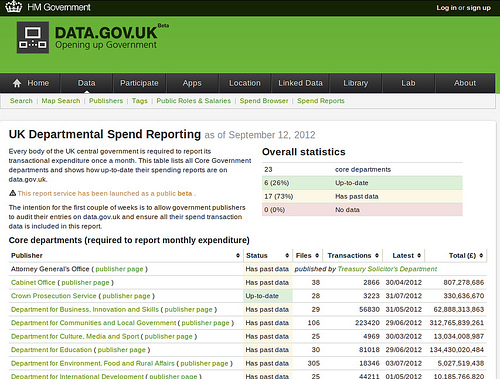 HM Government
Log in or sign up
DATA.GOV.UK Beta
Opening up Government
Home Data Participate Apps Location Linked Data Library Lab About
Search | Map Search | Publishers | Tags | Public Roles & Salaries | Spend Browser | Spend Reports
UK Departmental Spend Reporting as of September 12, 2012
Every body of the UK central government is required to report its
transactional expenditure once a month. This table lists all Core Government
departments and shows how up-to-date their spending reports are on
data.gov.uk.
This report service has been launched as a public beta .
The intention for the first couple of weeks is to allow government publishers
to audit their entries on data.gov.uk and ensure all their spend transaction
data is included in this report.
Overall statistics
23 core departments
6 (26%) Up-to-date
17 (73%) Has past data
0 (0%) No data
Core departments (required to report monthly expenditure)
Publisher Status Files Transactions Latest Total (£)
Attorney General's Office ( publisher page ) Has past data published by Treasury Solicitor's Department
Cabinet Office ( publisher page ) Has past data 38 2866 30/04/2012 807,278,686
Crown Prosecution Service ( publisher page ) Up-to-date 28 3223 31/07/2012 330,636,670
Department for Business, Innovation and Skills ( publisher page ) Has past data 29 56830 31/05/2012 62,888,313,863
Department for Communities and Local Government ( publisher page ) Has past data 106 223420 29/06/2012 312,765,839,261
Department for Culture, Media and Sport ( publisher page ) Has past data 25 4969 30/03/2012 13,034,008,987
Department for Education ( publisher page ) Has past data 30 81018 29/06/2012 134,430,020,484
Department for Environment, Food and Rural Affairs ( publisher page ) Has past data 305 18346 03/07/2012 5,027,519,438
Department for International Development ( publisher page ) Has past data 25 44211 01/05/2012 10,185,766,820